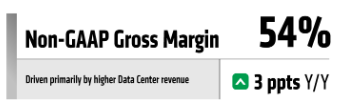 Non-GAAP Gross Margin 54%
Driven primarily by higher Data Center revenue 3 ppts Y/Y